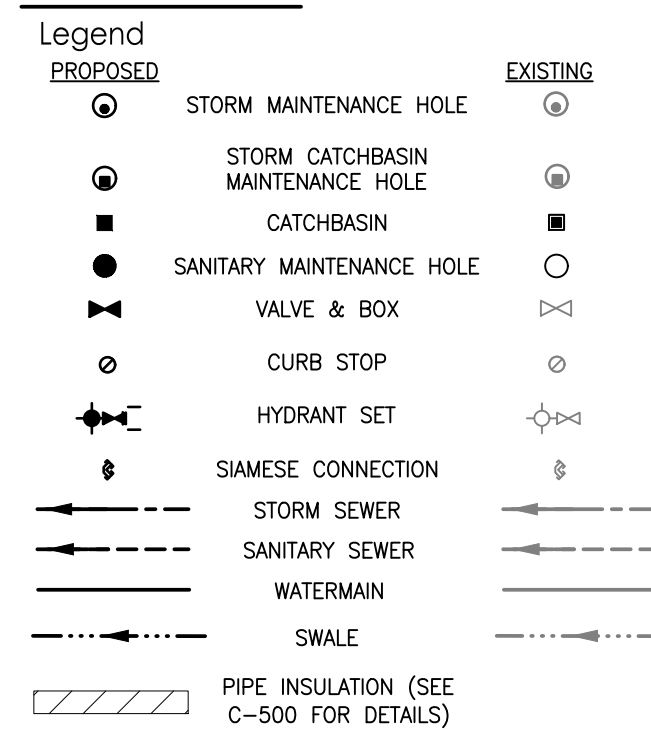 Legend
PROPOSED EXISTING
STORM MAINTENANCE HOLE
STORM CATCHBASIN
MAINTENANCE HOLE
CATCHBASIN
SANITARY MAINTENANCE HOLE
VALVE & BOX
CURB STOP
HYDRANT SET
SIAMESE CONNECTION
STORM SEWER
SANITARY SEWER
WATERMAIN
SWALE
PIPE INSULATION (SEE
C-500 FOR DETAILS)